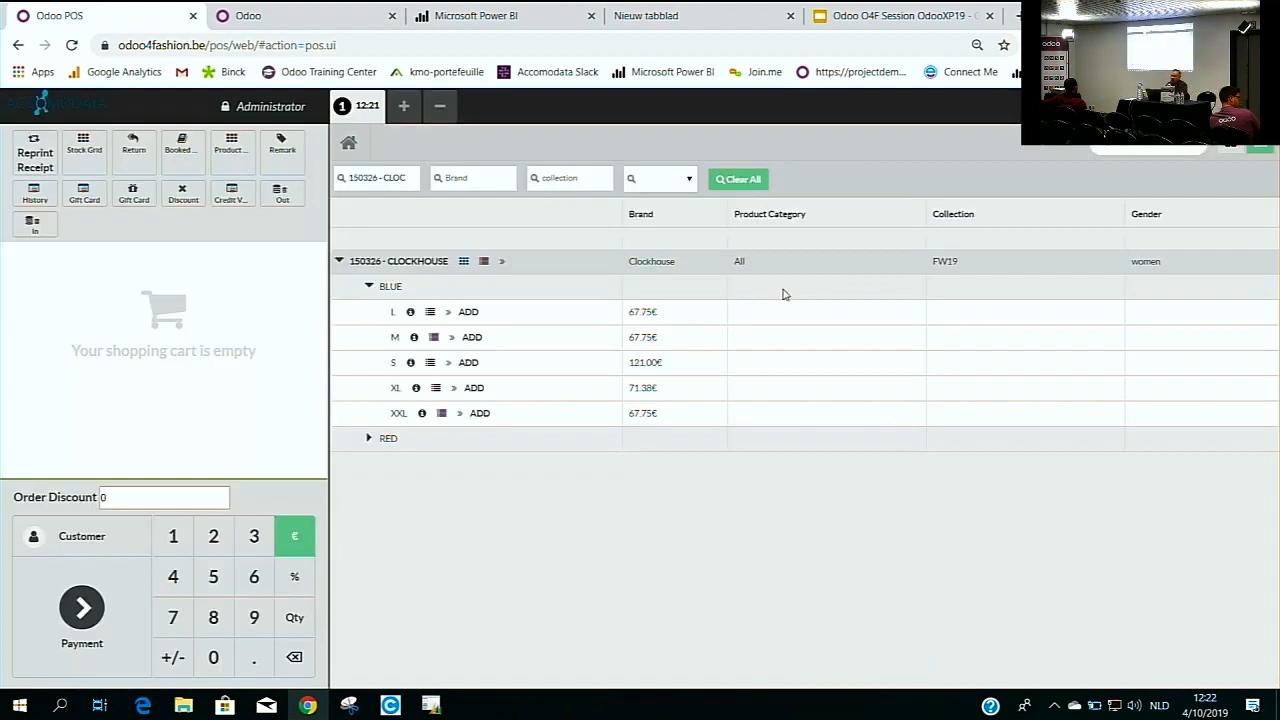 Odoo POS
Odoo
Microsoft Power BI
Nieuw tabblad
Odoo O4F Session OdooXP19 - C
odoo4fashion.be/pos/web/#action=pos.ui
Apps
Google Analytics
Binck
Odoo Training Center
kmo-portefeuille
Accomodata Slack
Microsoft Power BI
Join.me
https://projectdem...
Connect Me
ACCOMODATA
Administrator
1 12:21
Reprint Receipt
Stock Grid
Return
Booked ...
Product ...
Remark
History
Gift Card
Gift Card
Discount
Credit V...
Out
In
150326 - CLOC
Brand
collection
Clear All
Brand
Product Category
Collection
Gender
150326 - CLOCKHOUSE
»
Clockhouse
All
FW19
women
BLUE
L » ADD 67.75€
M » ADD 67.75€
S » ADD 121.00€
XL » ADD 71.38€
XXL » ADD 67.75€
RED
Your shopping cart is empty
Order Discount 0
Customer
1 2 3 €
4 5 6 %
7 8 9 Qty
+/- 0 .
Payment
NLD
12:22
4/10/2019
odoo
odoo